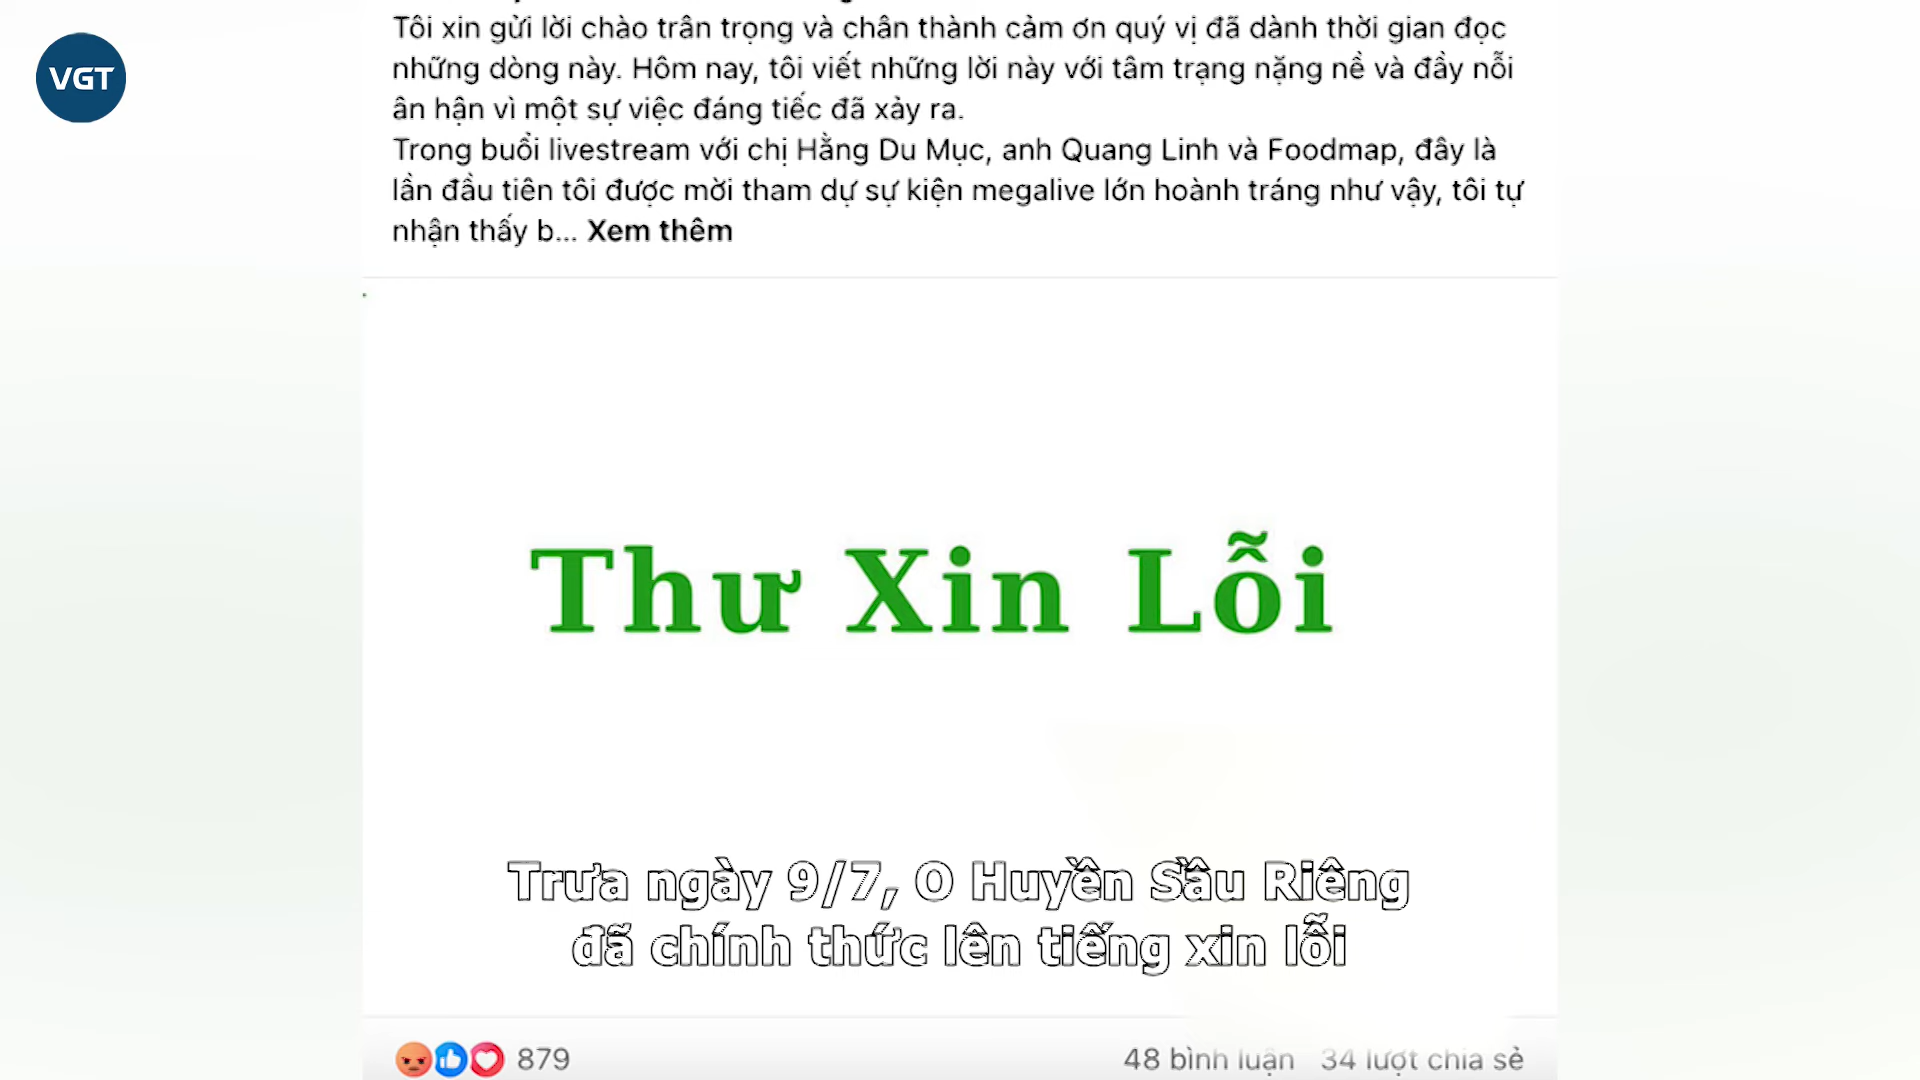 VGT
Tôi xin gửi lời chào trân trọng và chân thành cảm ơn quý vị đã dành thời gian đọc
những dòng này. Hôm nay, tôi viết những lời này với tâm trạng nặng nề và đầy nỗi
ân hận vì một sự việc đáng tiếc đã xảy ra.
Trong buổi livestream với chị Hằng Du Mục, anh Quang Linh và Foodmap, đây là
lần đầu tiên tôi được mời tham dự sự kiện megalive lớn hoành tráng như vậy, tôi tự
nhận thấy b... Xem thêm
Thư Xin Lỗi
Trưa ngày 9/7, O Huyền Sầu Riêng
đã chính thức lên tiếng xin lỗi
879
48 bình luận 34 lượt chia sẻ